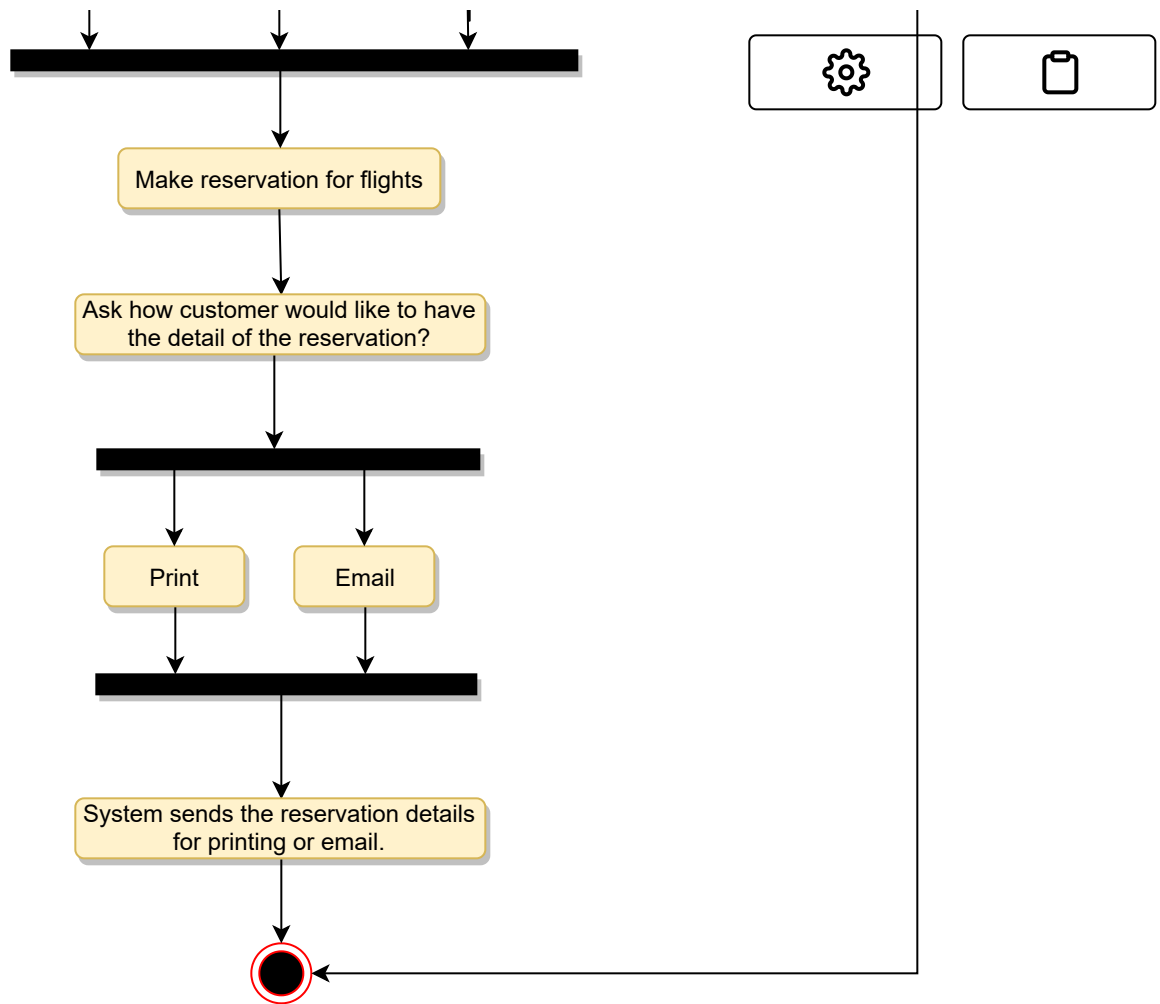 Make reservation for flights
Ask how customer would like to have
the detail of the reservation?
Print
Email
System sends the reservation details
for printing or email.